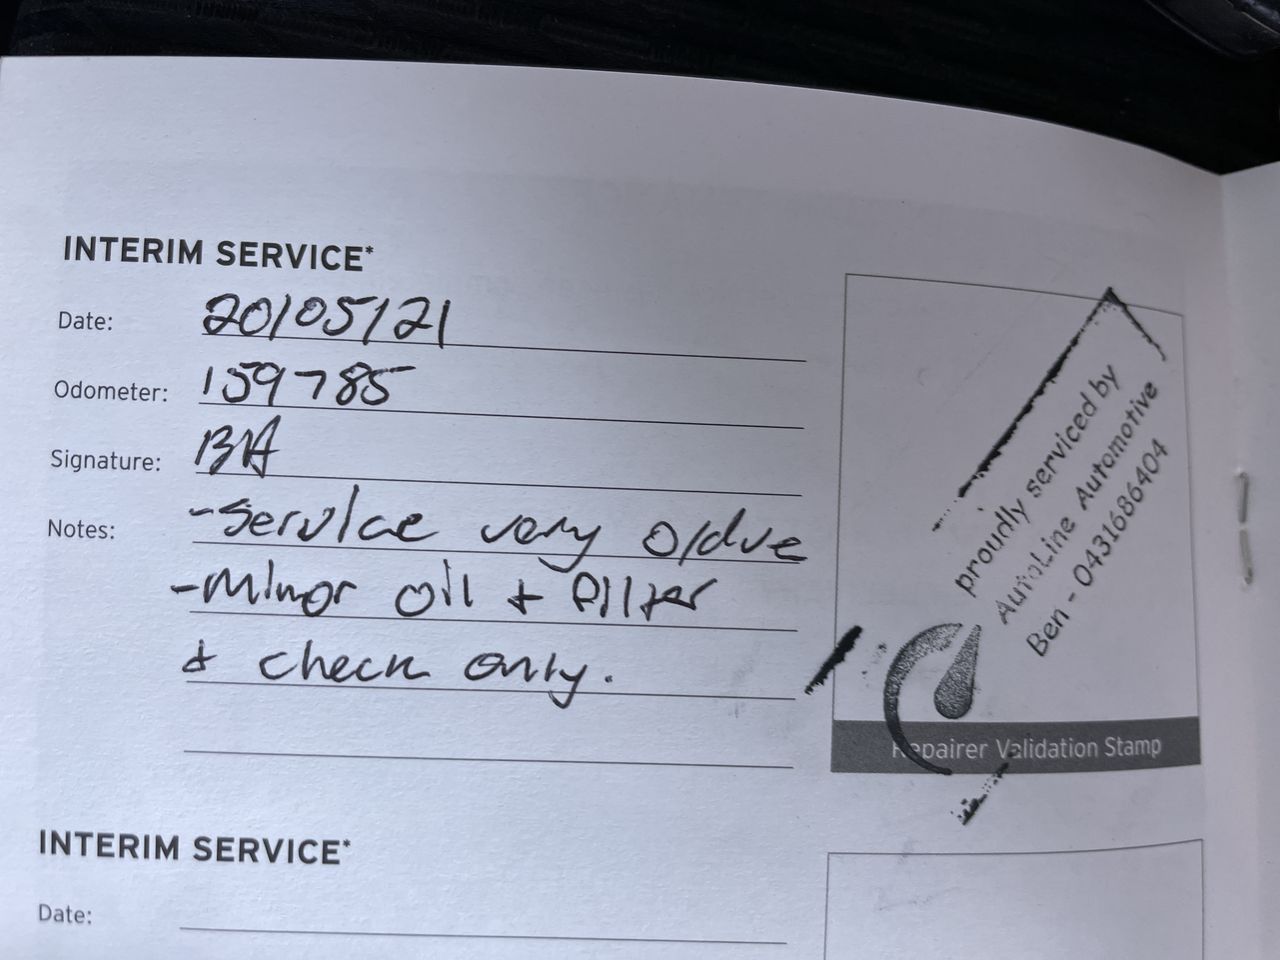 INTERIM SERVICE*
Date: 20/05/21
Odometer: 159785
Signature: BA
Notes: -Service very o/due
-Minor oil + filter
+ check only.
proudly serviced by
AutoLine Automotive
Ben - 0431686404
Repairer Validation Stamp
INTERIM SERVICE*
Date: